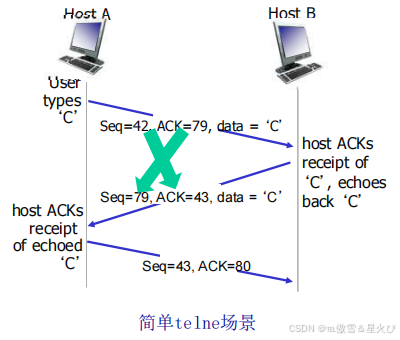 Host A
Host B
User
types
‘C’
Seq=42, ACK=79, data = ‘C’
host ACKs
receipt of
‘C’, echoes
back ‘C’
Seq=79, ACK=43, data = ‘C’
host ACKs
receipt
of echoed
‘C’
Seq=43, ACK=80
简单telne场景
CSDN @m傲雪&星火び